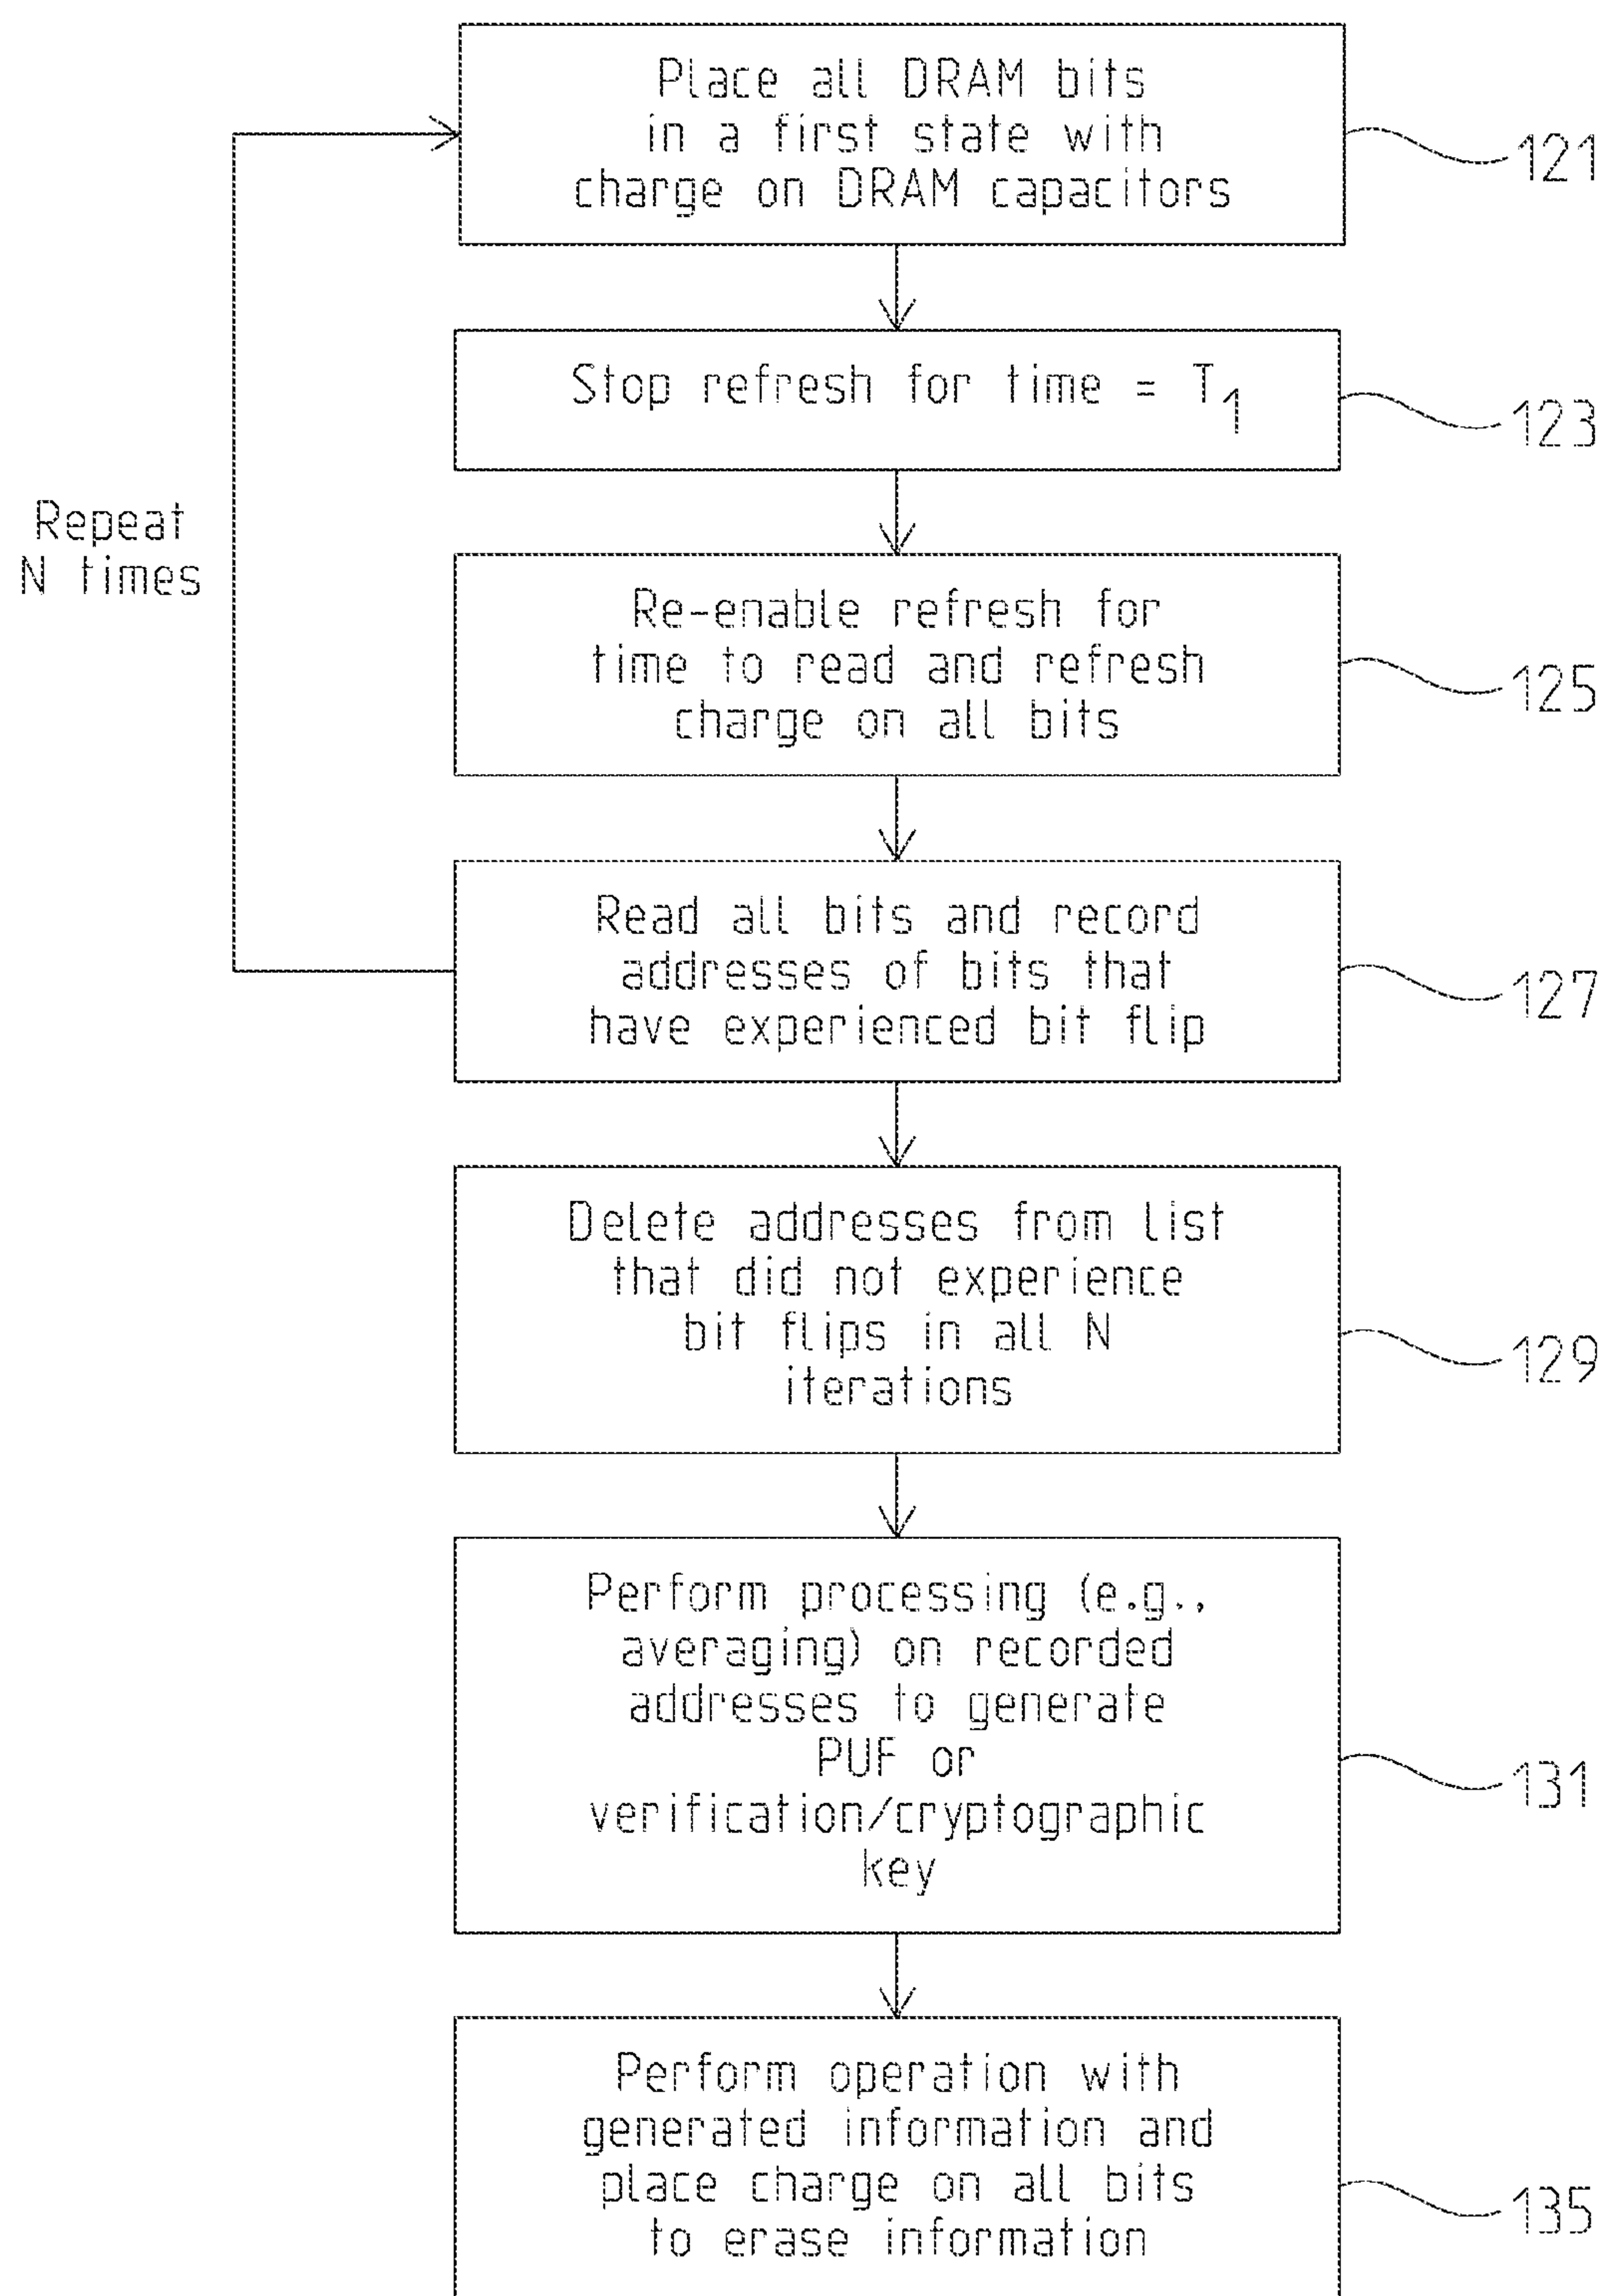 Place all DRAM bits
in a first state with
charge on DRAM capacitors
121
Stop refresh for time = T1
123
Repeat
N times
Re-enable refresh for
time to read and refresh
charge on all bits
125
Read all bits and record
addresses of bits that
have experienced bit flip
127
Delete addresses from list
that did not experience
bit flips in all N
iterations
129
Perform processing (e.g.,
averaging) on recorded
addresses to generate
PUF or
verification/cryptographic
key
131
Perform operation with
generated information and
place charge on all bits
to erase information
135